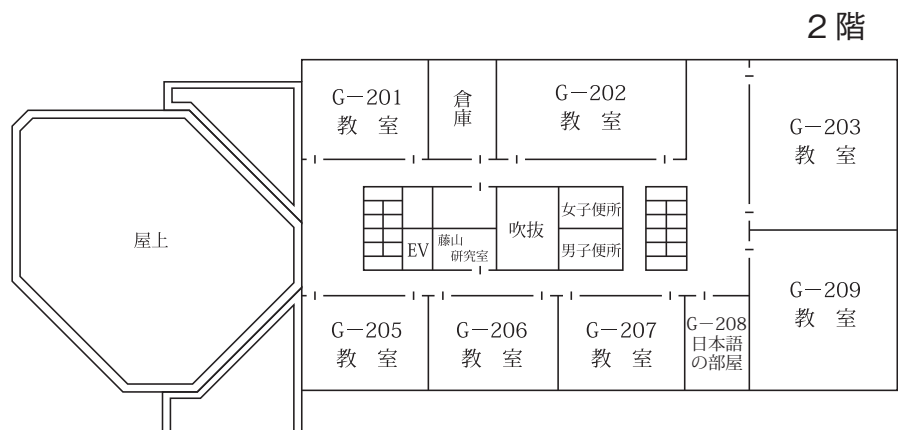 2階
G-201
教 室
倉庫
G-202
教 室
G-203
教 室
屋上
EV
藤山
研究室
吹抜
女子便所
男子便所
G-205
教 室
G-206
教 室
G-207
教 室
G-208
日本語
の部屋
G-209
教 室